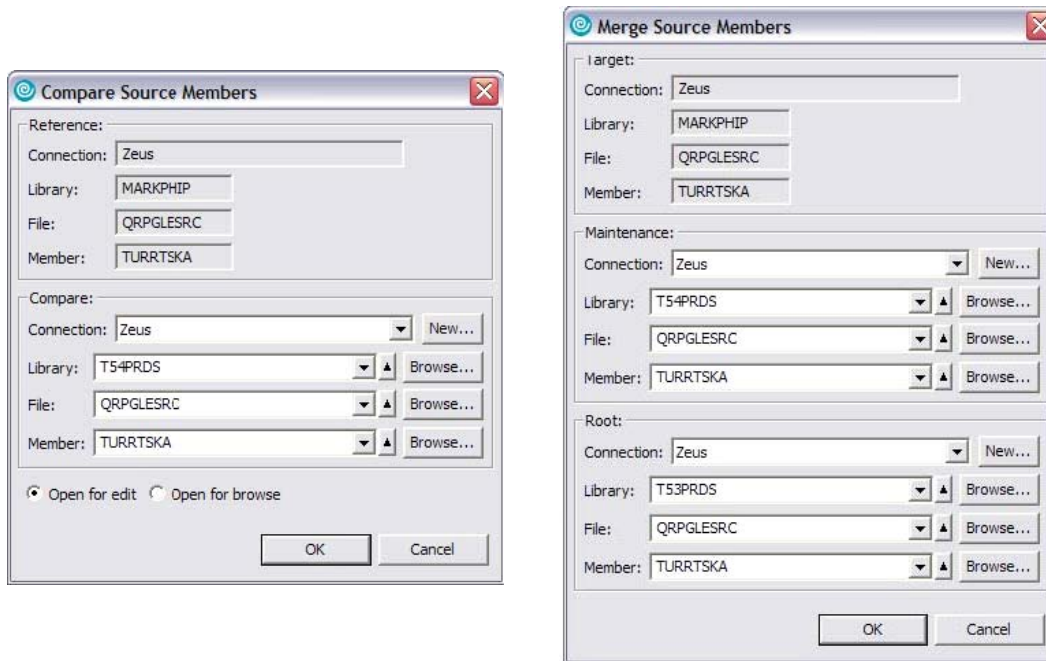 Compare Source Members
Reference:
Connection: Zeus
Library: MARKPHIP
File: QRPGLESRC
Member: TURRTSKA
Compare:
Connection: Zeus New...
Library: T54PRDS Browse...
File: QRPGLESRC Browse...
Member: TURRTSKA Browse...
Open for edit Open for browse
OK Cancel
Merge Source Members
Target:
Connection: Zeus
Library: MARKPHIP
File: QRPGLESRC
Member: TURRTSKA
Maintenance:
Connection: Zeus New...
Library: T54PRDS Browse...
File: QRPGLESRC Browse...
Member: TURRTSKA Browse...
Root:
Connection: Zeus New...
Library: T53PRDS Browse...
File: QRPGLESRC Browse...
Member: TURRTSKA Browse...
OK Cancel